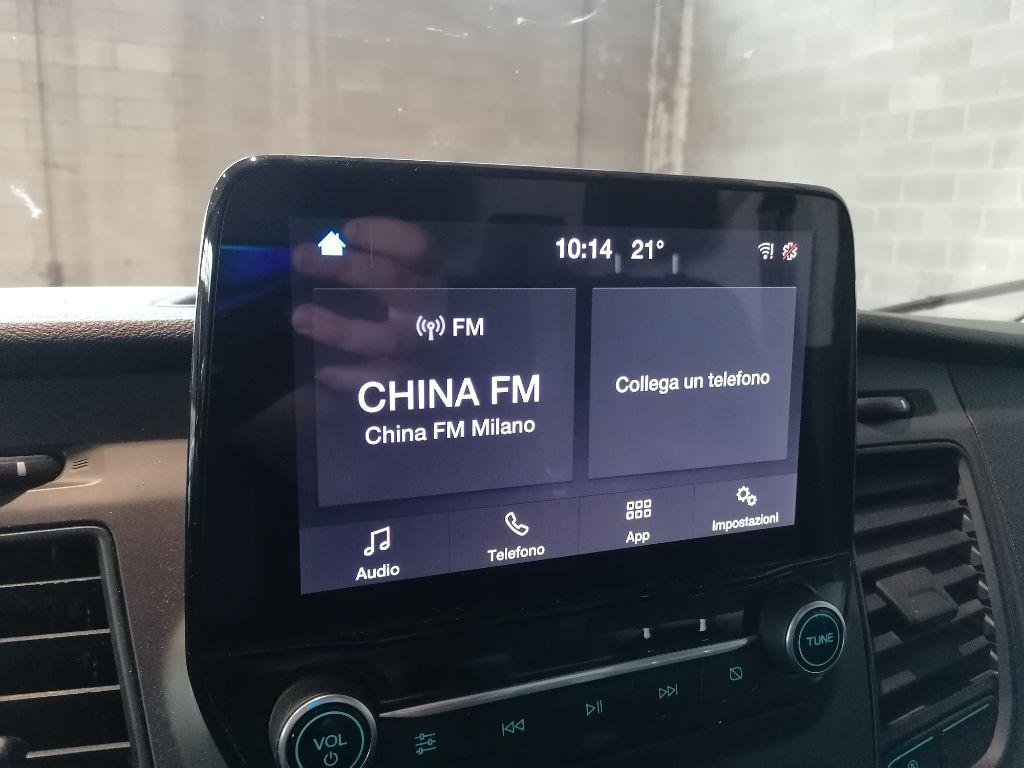 10:14 21°
FM
CHINA FM
China FM Milano
Collega un telefono
Audio
Telefono
App
Impostazioni
TUNE
VOL